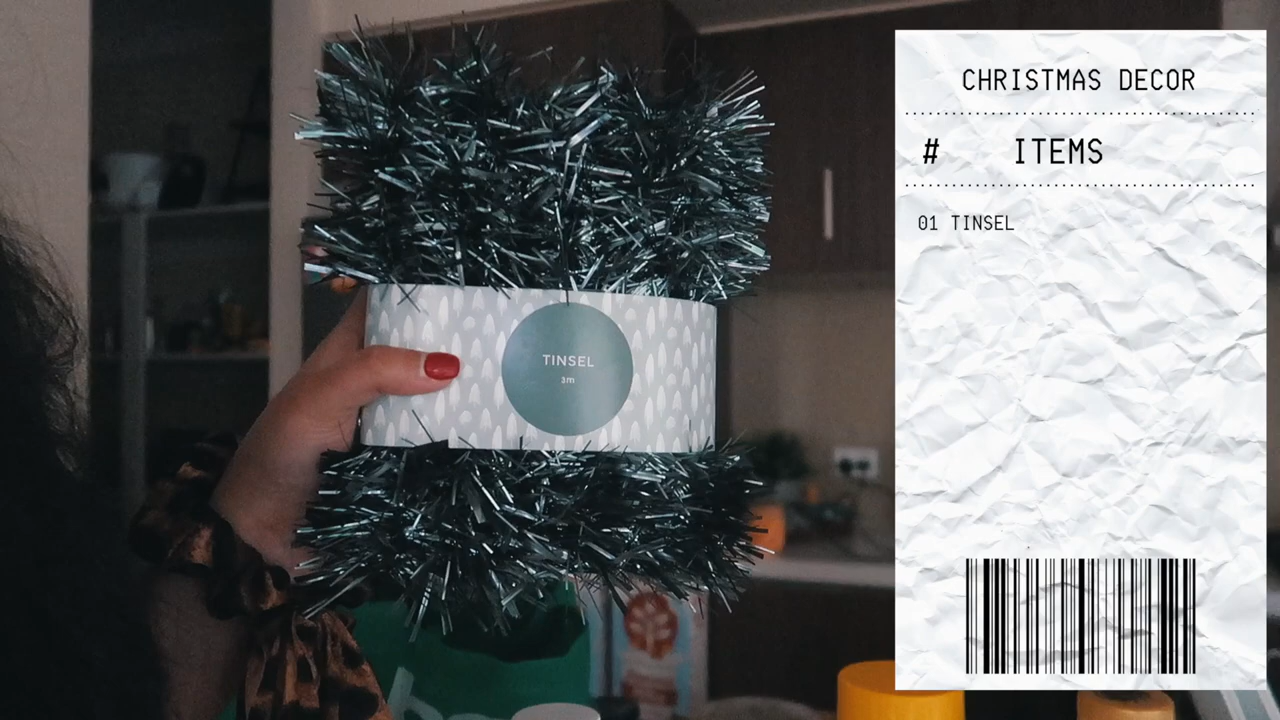 TINSEL
3m
CHRISTMAS DECOR
# ITEMS
01 TINSEL